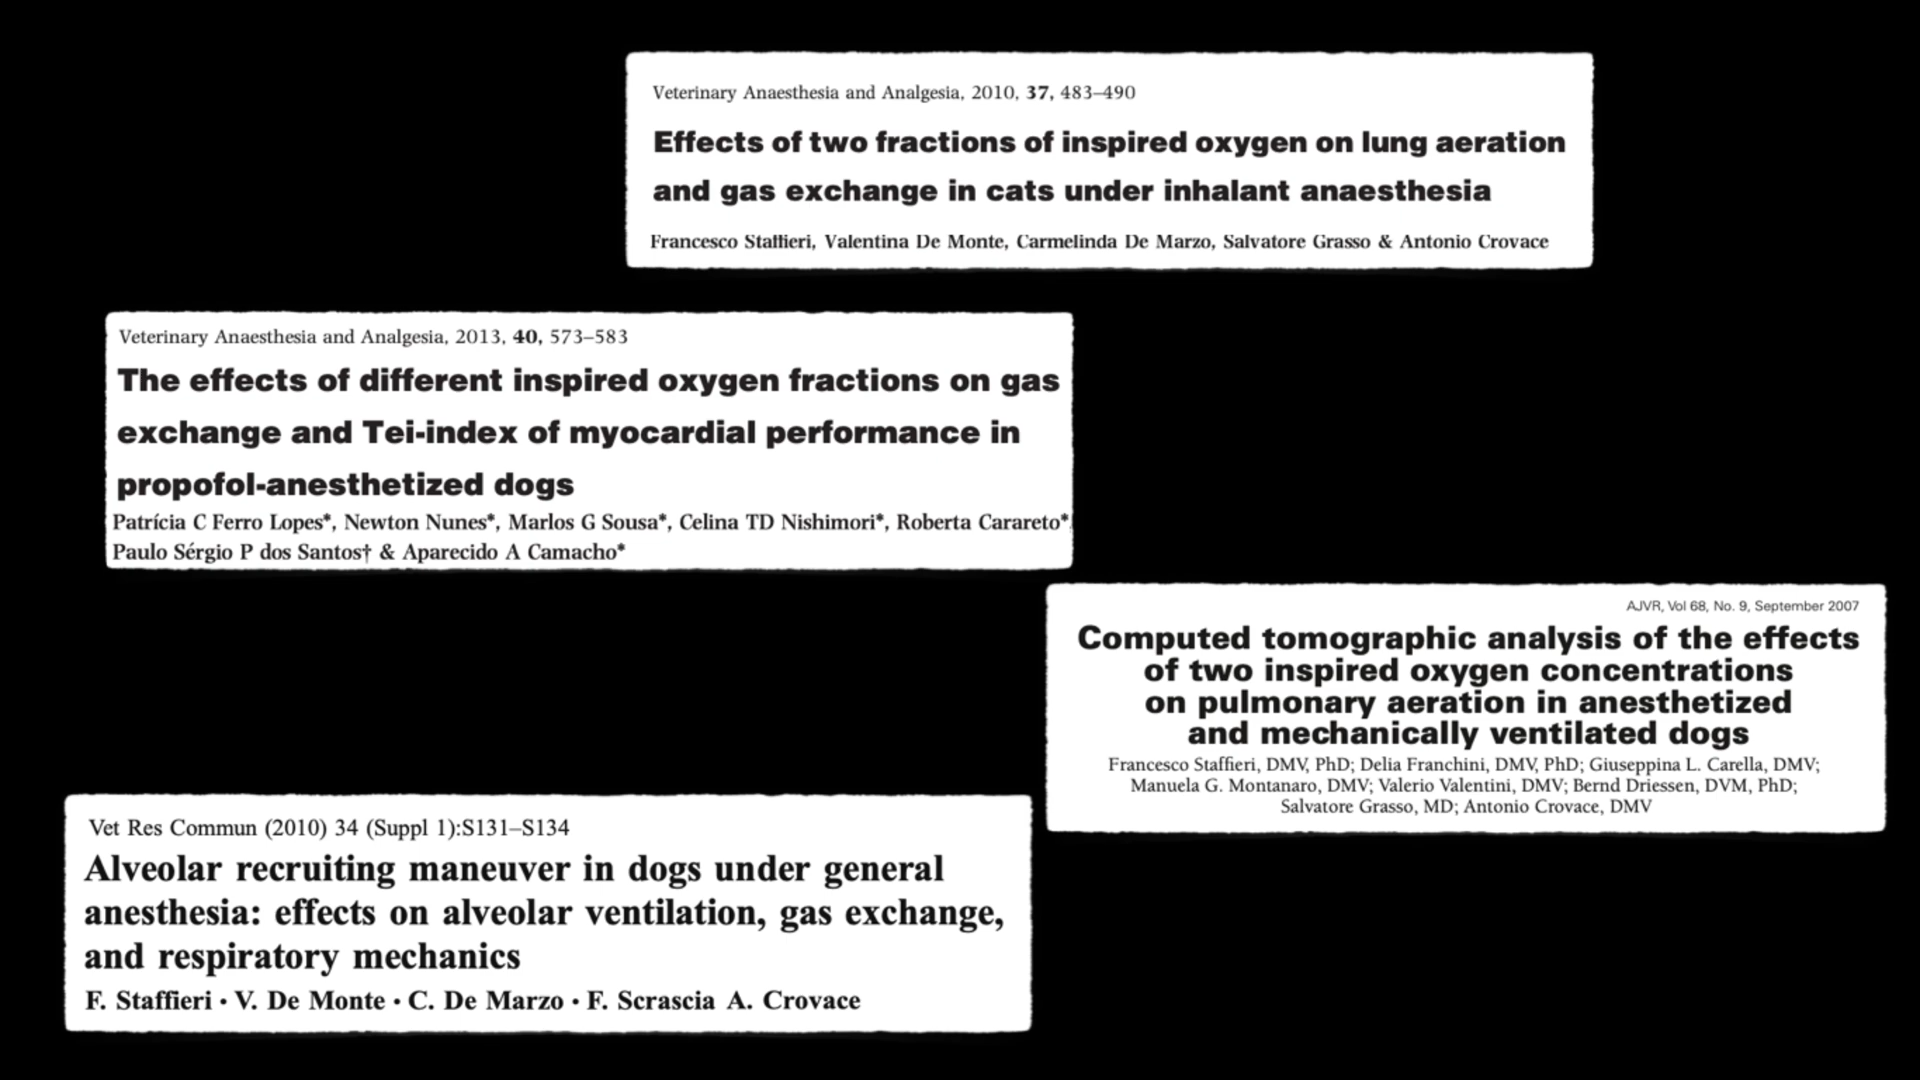 Veterinary Anaesthesia and Analgesia, 2010, 37, 483–490
Effects of two fractions of inspired oxygen on lung aeration
and gas exchange in cats under inhalant anaesthesia
Francesco Staffieri, Valentina De Monte, Carmelinda De Marzo, Salvatore Grasso & Antonio Crovace
Veterinary Anaesthesia and Analgesia, 2013, 40, 573–583
The effects of different inspired oxygen fractions on gas
exchange and Tei-index of myocardial performance in
propofol-anesthetized dogs
Patrícia C Ferro Lopes*, Newton Nunes*, Marlos G Sousa*, Celina TD Nishimori*, Roberta Carareto*,
Paulo Sérgio P dos Santos† & Aparecido A Camacho*
AJVR, Vol 68, No. 9, September 2007
Computed tomographic analysis of the effects
of two inspired oxygen concentrations
on pulmonary aeration in anesthetized
and mechanically ventilated dogs
Francesco Staffieri, DMV, PhD; Delia Franchini, DMV, PhD; Giuseppina L. Carella, DMV;
Manuela G. Montanaro, DMV; Valerio Valentini, DMV; Bernd Driessen, DVM, PhD;
Salvatore Grasso, MD; Antonio Crovace, DMV
Vet Res Commun (2010) 34 (Suppl 1):S131–S134
Alveolar recruiting maneuver in dogs under general
anesthesia: effects on alveolar ventilation, gas exchange,
and respiratory mechanics
F. Staffieri · V. De Monte · C. De Marzo · F. Scrascia A. Crovace